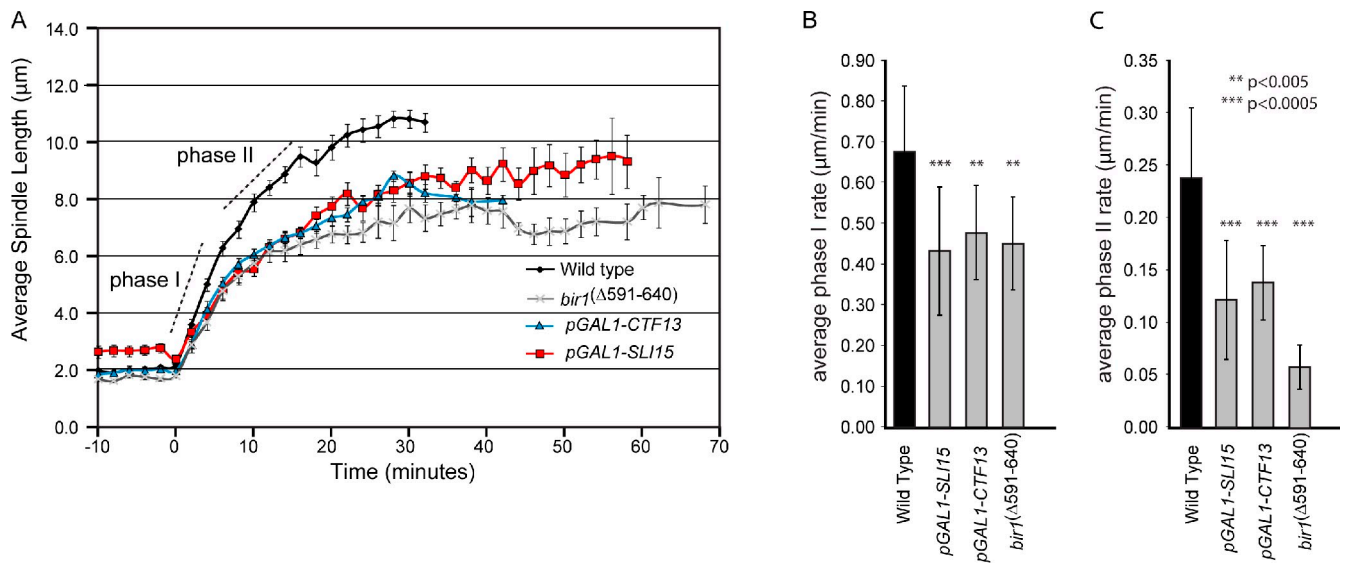 A
14.0
12.0
10.0
8.0
6.0
4.0
2.0
0.0
Average Spindle Length (µm)
-10
0
10
20
30
40
50
60
70
Time (minutes)
phase II
phase I
Wild type
bir1(Δ591-640)
pGAL1-CTF13
pGAL1-SLI15
B
0.90
0.80
0.70
0.60
0.50
0.40
0.30
0.20
0.10
0.00
average phase I rate (µm/min)
***
**
**
Wild Type
pGAL1-SLI15
pGAL1-CTF13
bir1(Δ591-640)
C
0.35
0.30
0.25
0.20
0.15
0.10
0.05
0.00
average phase II rate (µm/min)
** p<0.005
*** p<0.0005
***
***
***
Wild Type
pGAL1-SLI15
pGAL1-CTF13
bir1(Δ591-640)